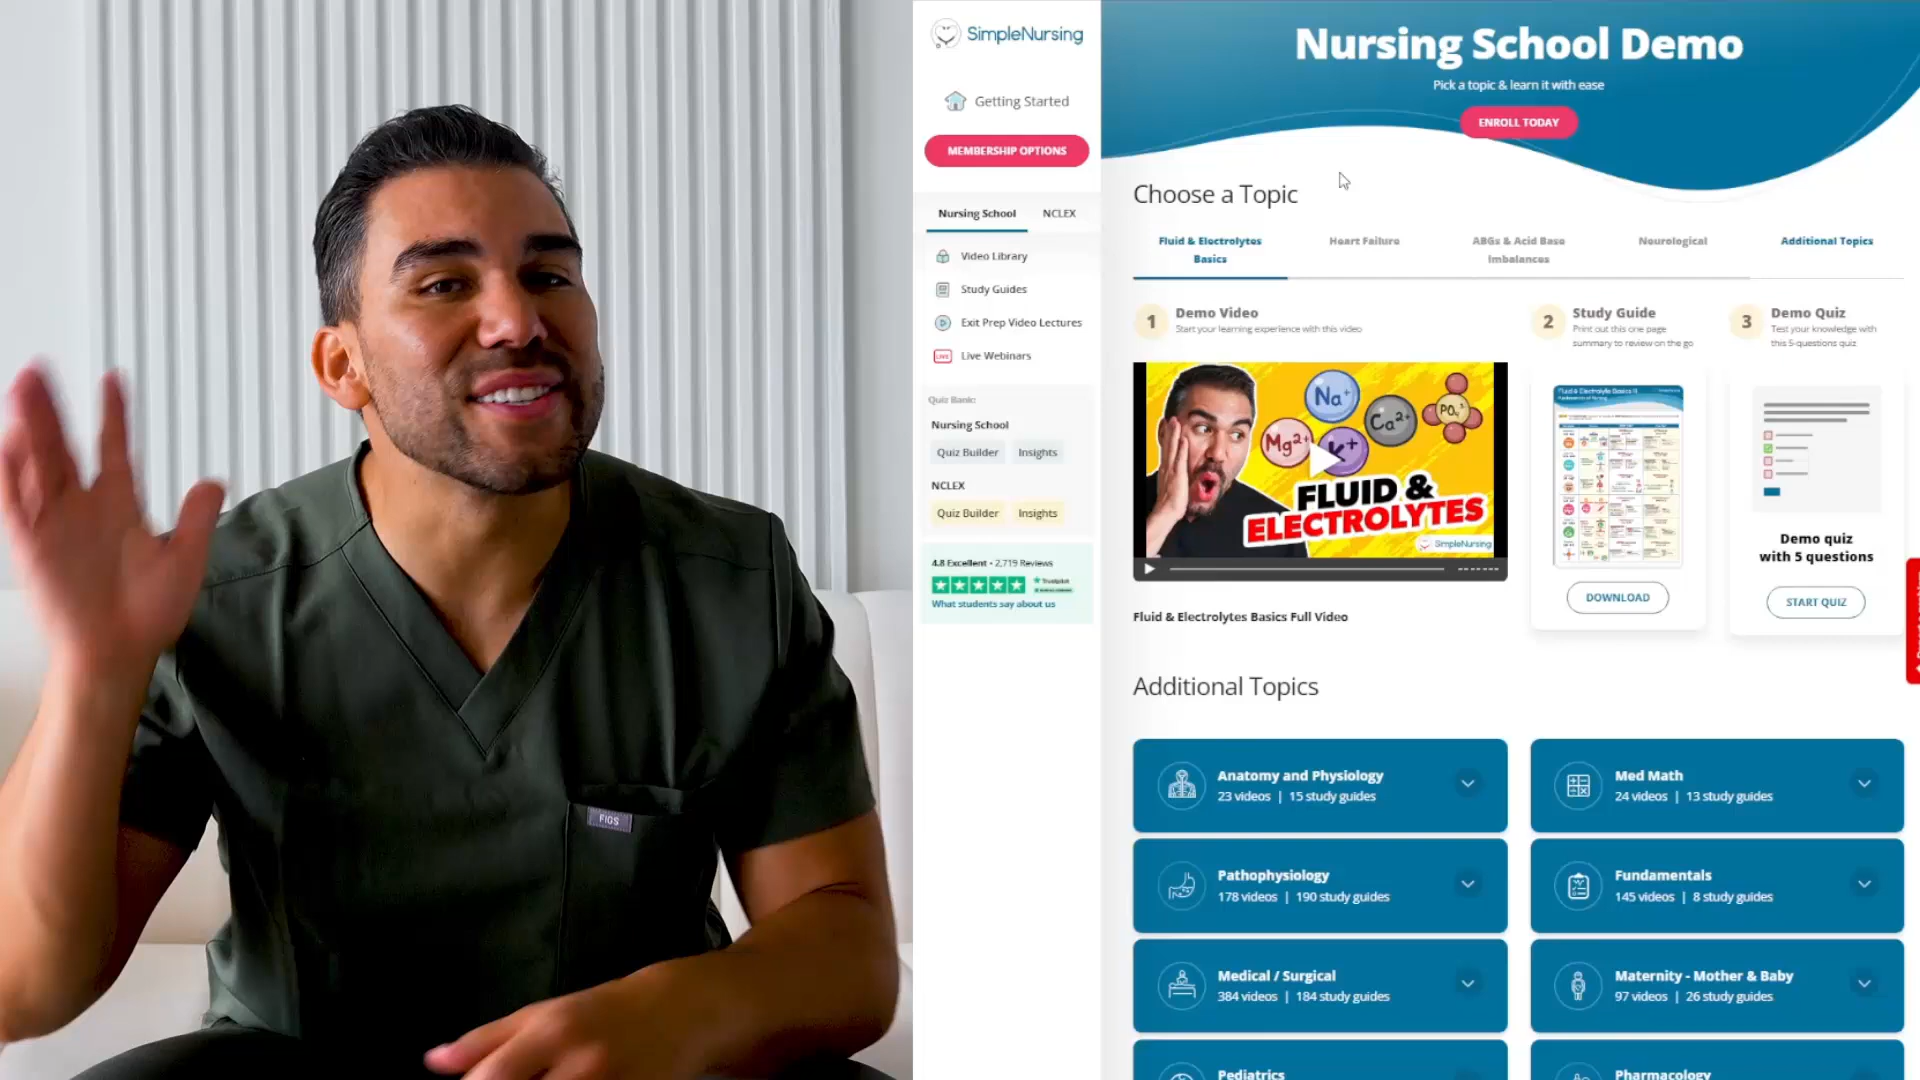 FIGS
SimpleNursing
Getting Started
MEMBERSHIP OPTIONS
Nursing School
NCLEX
Video Library
Study Guides
Exit Prep Video Lectures
LIVE
Live Webinars
Quiz Bank:
Nursing School
Quiz Builder
Insights
NCLEX
Quiz Builder
Insights
4.8 Excellent • 2,719 Reviews
Trustpilot
What students say about us
Nursing School Demo
Pick a topic & learn it with ease
ENROLL TODAY
Choose a Topic
Fluid & Electrolytes
Basics
Heart Failure
ABGs & Acid Base
Imbalances
Neurological
Additional Topics
1
Demo Video
Start your learning experience with this video
2
Study Guide
Print out this one page
summary to review on the go
3
Demo Quiz
Test your knowledge with
this 5-questions quiz
Na+
Ca2+
PO4
Mg2+
K+
FLUID &
ELECTROLYTES
SimpleNursing
Fluid & Electrolytes Basics Full Video
DOWNLOAD
Demo quiz
with 5 questions
START QUIZ
Additional Topics
Anatomy and Physiology
23 videos | 15 study guides
Med Math
24 videos | 13 study guides
Pathophysiology
178 videos | 190 study guides
Fundamentals
145 videos | 8 study guides
Medical / Surgical
384 videos | 184 study guides
Maternity - Mother & Baby
97 videos | 26 study guides
Pediatrics
Pharmacology